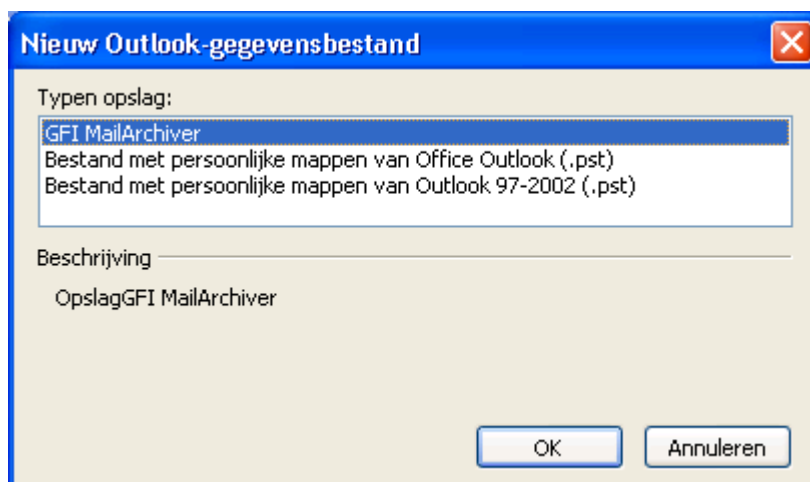 Nieuw Outlook-gegevensbestand
Typen opslag:
GFI MailArchiver
Bestand met persoonlijke mappen van Office Outlook (.pst)
Bestand met persoonlijke mappen van Outlook 97-2002 (.pst)
Beschrijving
OpslagGFI MailArchiver
OK Annuleren